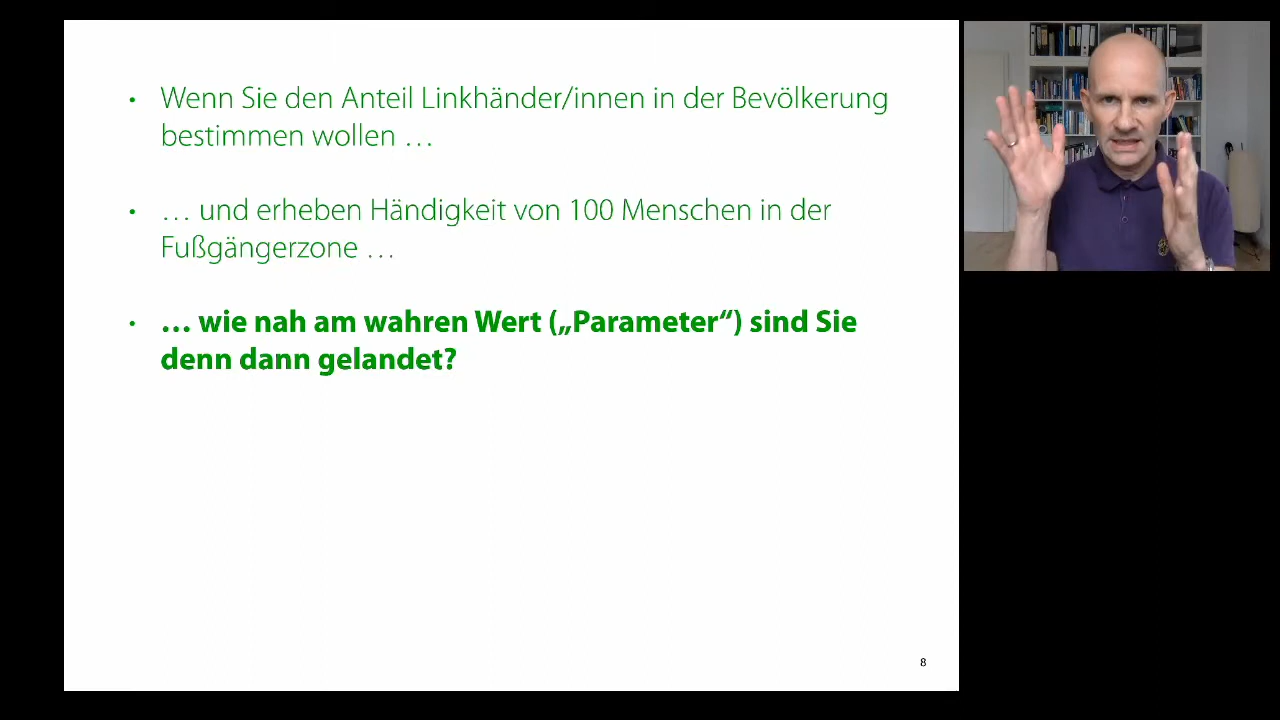 • Wenn Sie den Anteil Linkhänder/innen in der Bevölkerung
bestimmen wollen …
• … und erheben Händigkeit von 100 Menschen in der
Fußgängerzone …
• … wie nah am wahren Wert („Parameter“) sind Sie
denn dann gelandet?
8